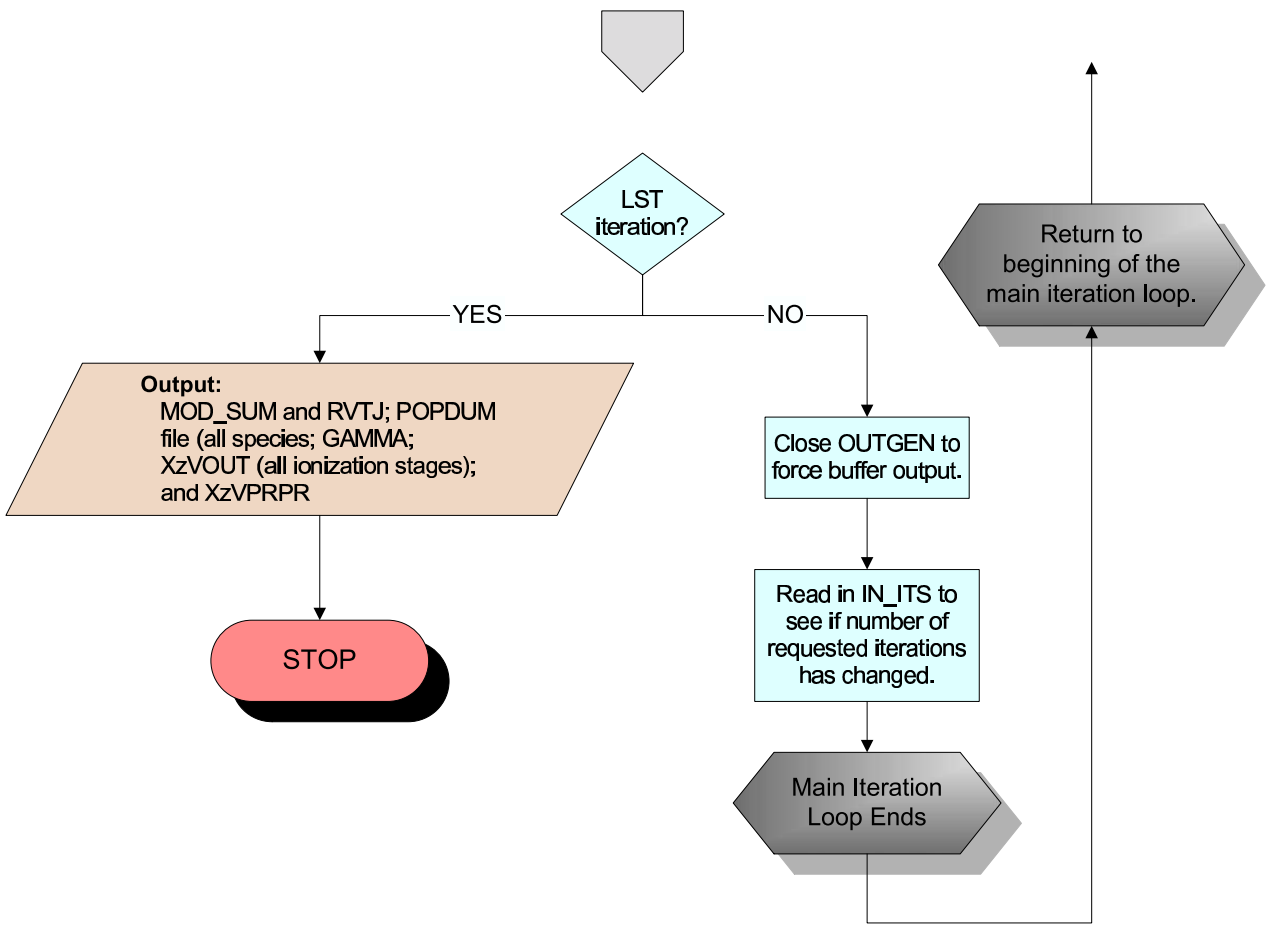 LST
iteration?
YES
NO
Output:
MOD_SUM and RVTJ; POPDUM
file (all species; GAMMA;
XzVOUT (all ionization stages);
and XzVPRPR
STOP
Close OUTGEN to
force buffer output.
Read in IN_ITS to
see if number of
requested iterations
has changed.
Main Iteration
Loop Ends
Return to
beginning of the
main iteration loop.